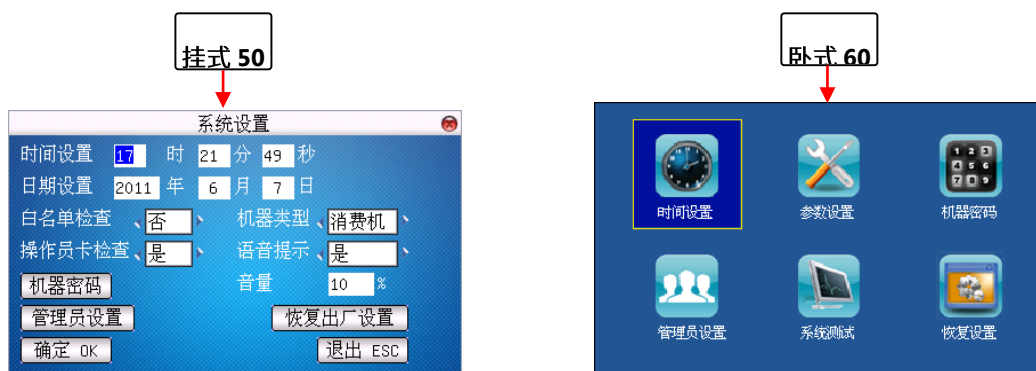 挂式 50
卧式 60
系统设置
时间设置 17 时 21 分 49 秒
日期设置 2011 年 6 月 7 日
白名单检查 否 机器类型 消费机
操作员卡检查 是 语音提示 是
机器密码 音量 10 %
管理员设置 恢复出厂设置
确定 OK 退出 ESC
时间设置 参数设置 机器密码
管理员设置 系统测试 恢复设置